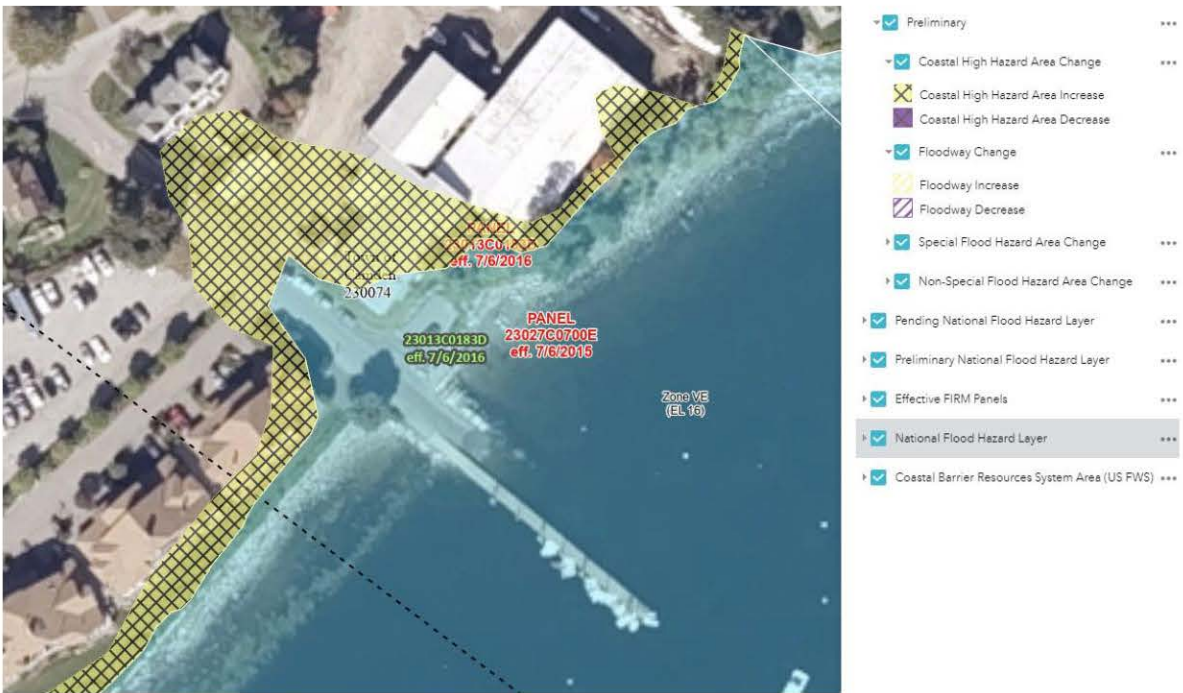 PANEL
eff. 7/6/2016
Town of
Camden
230074
23013C0183D
eff. 7/6/2016
PANEL
23027C0700E
eff. 7/6/2015
Zone VE
(EL 16)
Preliminary
Coastal High Hazard Area Change
Coastal High Hazard Area Increase
Coastal High Hazard Area Decrease
Floodway Change
Floodway Increase
Floodway Decrease
Special Flood Hazard Area Change
Non-Special Flood Hazard Area Change
Pending National Flood Hazard Layer
Preliminary National Flood Hazard Layer
Effective FIRM Panels
National Flood Hazard Layer
Coastal Barrier Resources System Area (US FWS)